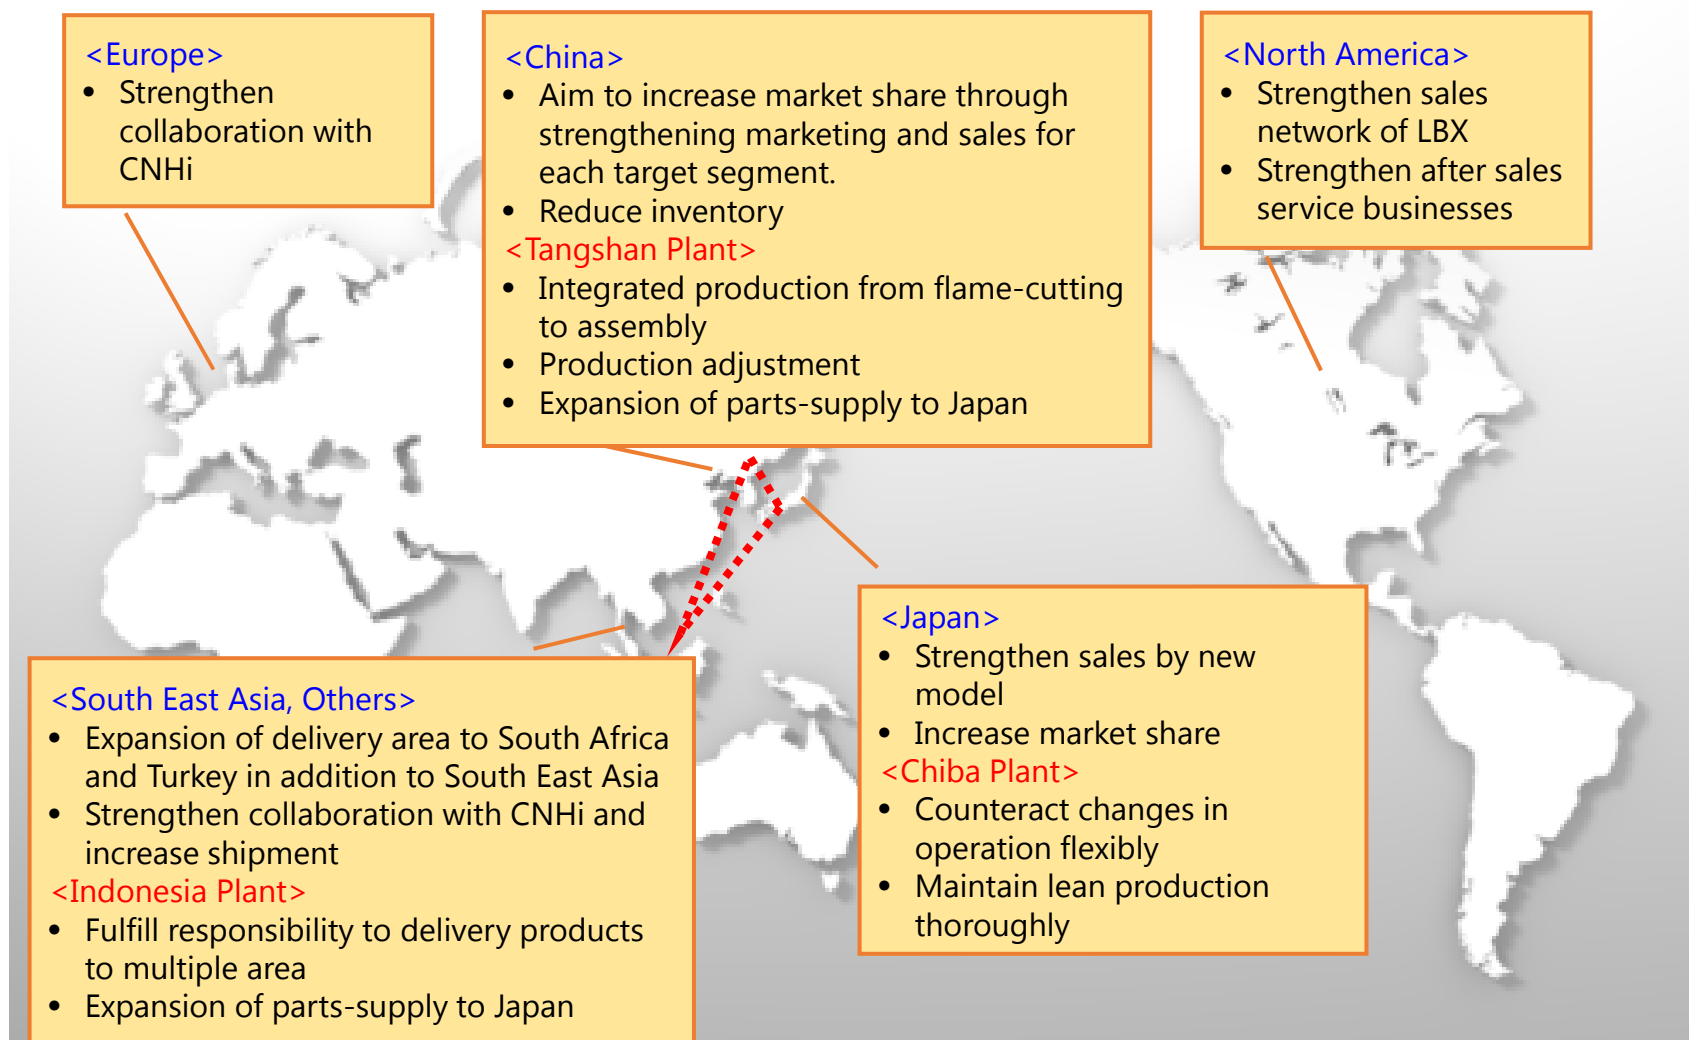 <Europe>
• Strengthen
collaboration with
CNHi
<China>
• Aim to increase market share through
strengthening marketing and sales for
each target segment.
• Reduce inventory
<Tangshan Plant>
• Integrated production from flame-cutting
to assembly
• Production adjustment
• Expansion of parts-supply to Japan
<North America>
• Strengthen sales
network of LBX
• Strengthen after sales
service businesses
<South East Asia, Others>
• Expansion of delivery area to South Africa
and Turkey in addition to South East Asia
• Strengthen collaboration with CNHi and
increase shipment
<Indonesia Plant>
• Fulfill responsibility to delivery products
to multiple area
• Expansion of parts-supply to Japan
<Japan>
• Strengthen sales by new
model
• Increase market share
<Chiba Plant>
• Counteract changes in
operation flexibly
• Maintain lean production
thoroughly